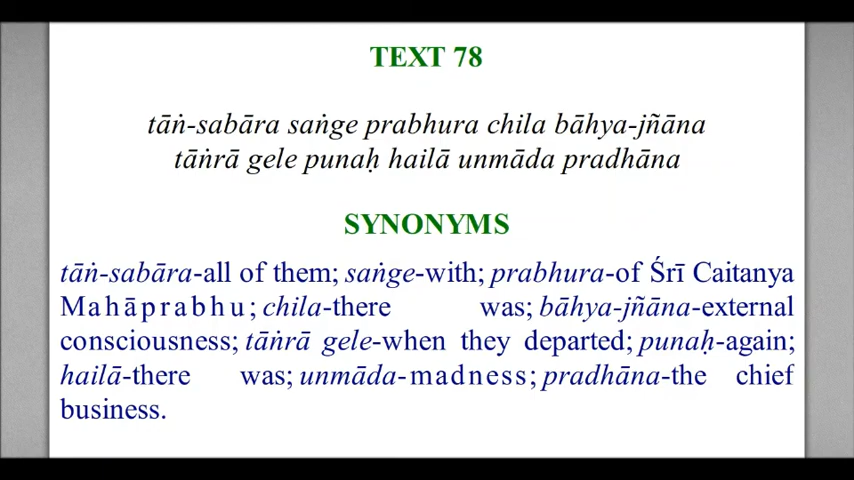 TEXT 78
tāṅ-sabāra saṅge prabhura chila bāhya-jñāna
tāṅrā gele punaḥ hailā unmāda pradhāna
SYNONYMS
tāṅ-sabāra-all of them; saṅge-with; prabhura-of Śrī Caitanya
Mahāprabhu; chila-there was; bāhya-jñāna-external
consciousness; tāṅrā gele-when they departed; punaḥ-again;
hailā-there was; unmāda-madness; pradhāna-the chief
business.